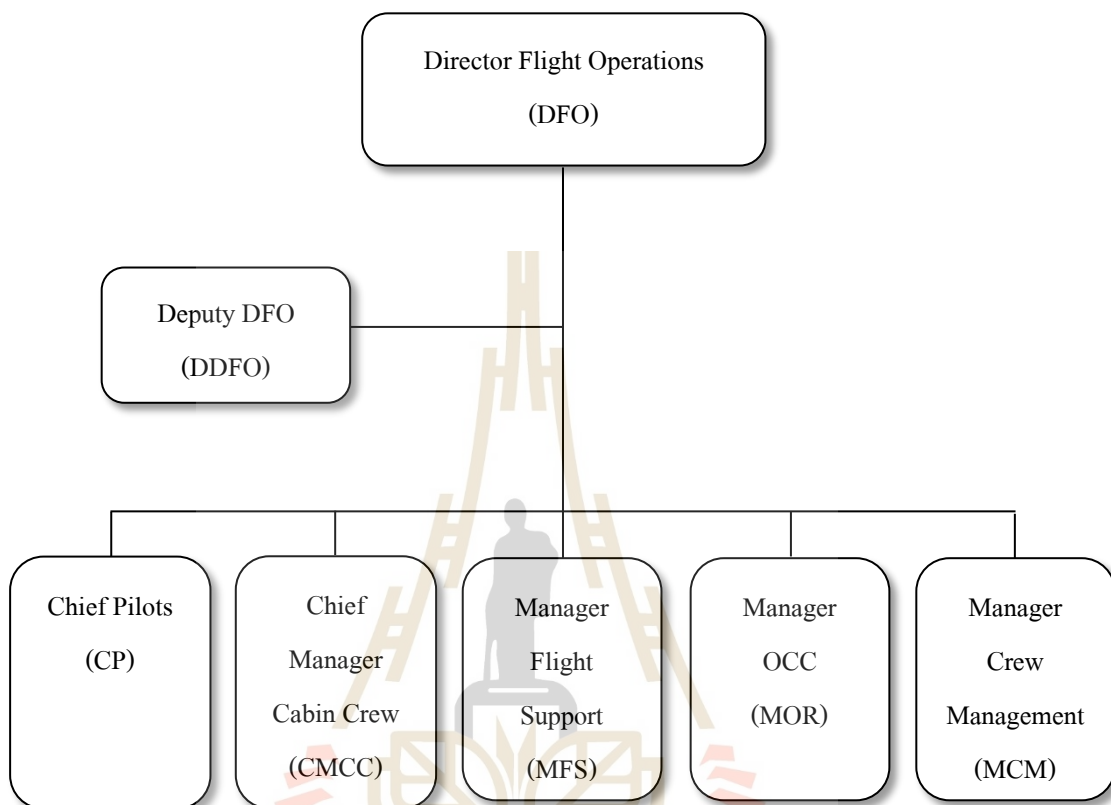 Director Flight Operations
(DFO)
Deputy DFO
(DDFO)
Chief Pilots
(CP)
Chief
Manager
Cabin Crew
(CMCC)
Manager
Flight
Support
(MFS)
Manager
OCC
(MOR)
Manager
Crew
Management
(MCM)